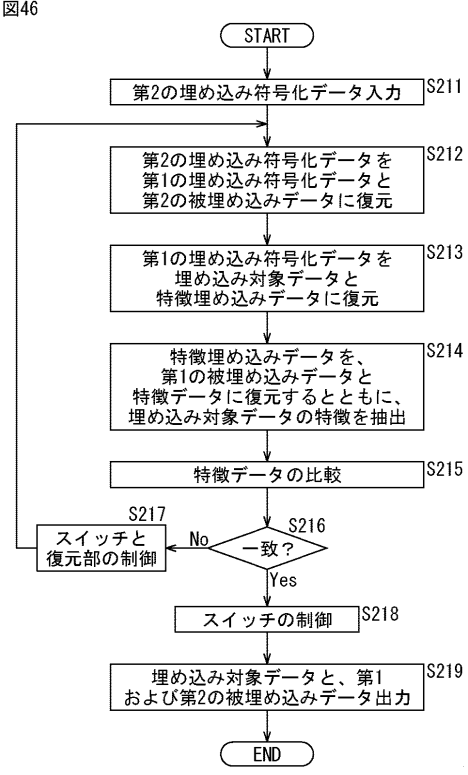 図46
START
第2の埋め込み符号化データ入力
S211
第2の埋め込み符号化データを
第1の埋め込み符号化データと
第2の被埋め込みデータに復元
S212
第1の埋め込み符号化データを
埋め込み対象データと
特徴埋め込みデータに復元
S213
特徴埋め込みデータを、
第1の被埋め込みデータと
特徴データに復元するとともに、
埋め込み対象データの特徴を抽出
S214
特徴データの比較
S215
S217
スイッチと
復元部の制御
No
一致?
S216
Yes
スイッチの制御
S218
埋め込み対象データと、第1
および第2の被埋め込みデータ出力
S219
END